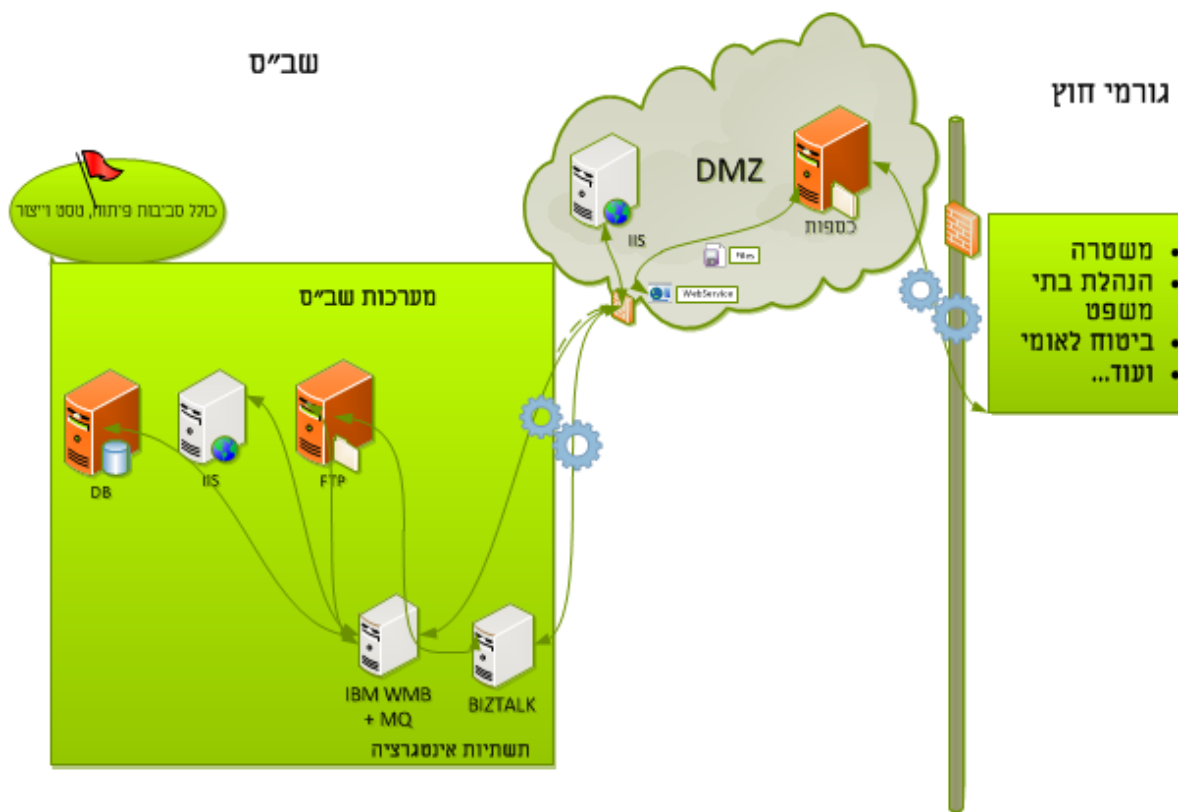 שב"ס
גורמי חוץ
DMZ
IIS
כספות
Files
WebService
כולל סביבות פיתוח, טסט וייצור
מערכות שב"ס
DB
IIS
FTP
IBM WMB
+ MQ
BIZTALK
תשתיות אינטגרציה
• משטרה
• הנהלת בתי
משפט
• ביטוח לאומי
• ועוד...